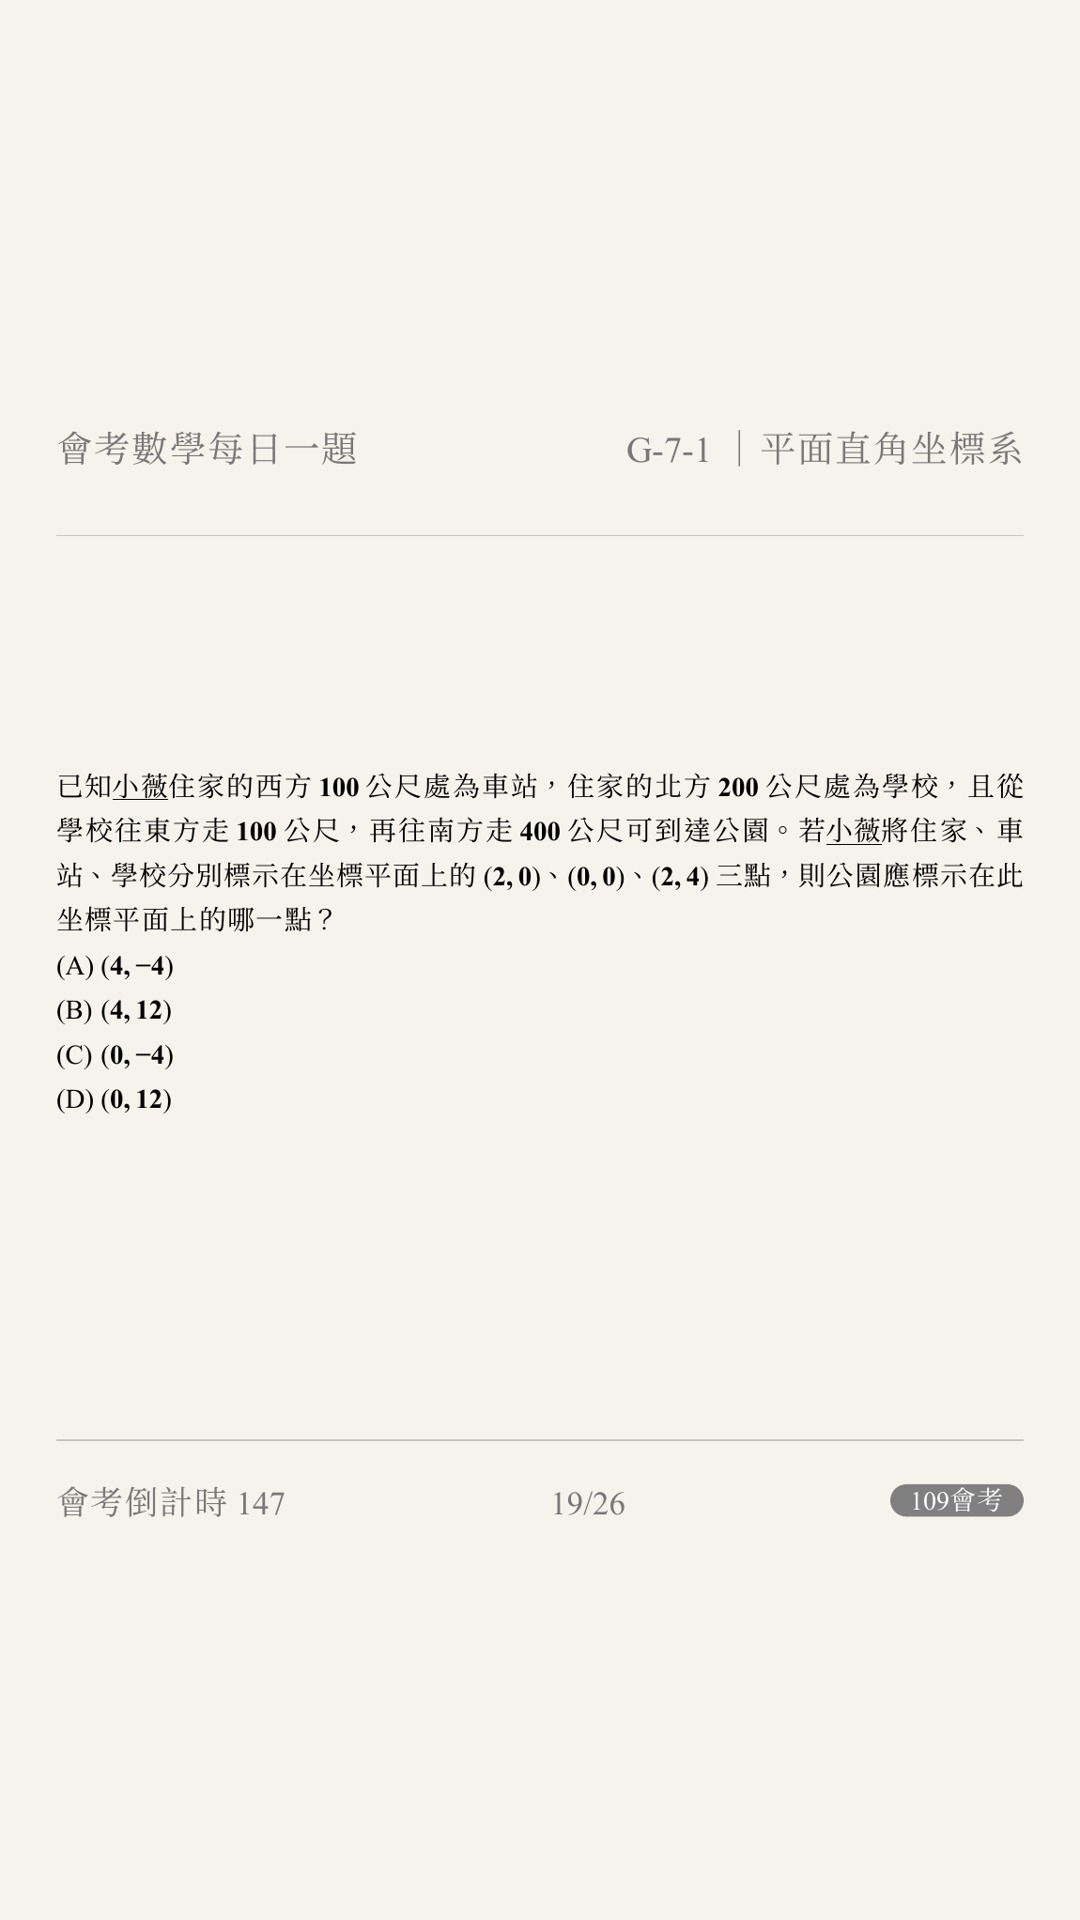 會考數學每日一題
G-7-1｜平面直角坐標系
已知小薇住家的西方 100 公尺處為車站，住家的北方 200 公尺處為學校，且從
學校往東方走 100 公尺，再往南方走 400 公尺可到達公園。若小薇將住家、車
站、學校分別標示在坐標平面上的 (2, 0)、(0, 0)、(2, 4) 三點，則公園應標示在此
坐標平面上的哪一點？
(A) (4, −4)
(B) (4, 12)
(C) (0, −4)
(D) (0, 12)
會考倒計時 147
19/26
109會考